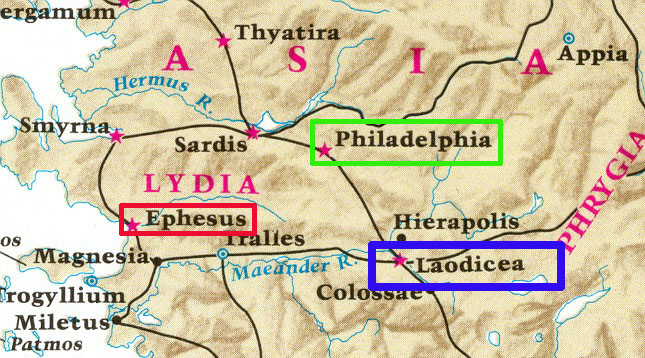 ergamum
Thyatira
A S I A
Appia
Hermus R.
Smyrna
Sardis
Philadelphia
LYDIA
PHRYGIA
Ephesus
Hierapolis
os
Tralles
Magnesia
Maeander R.
Laodicea
rogyllium
Colossae
Miletus
Patmos